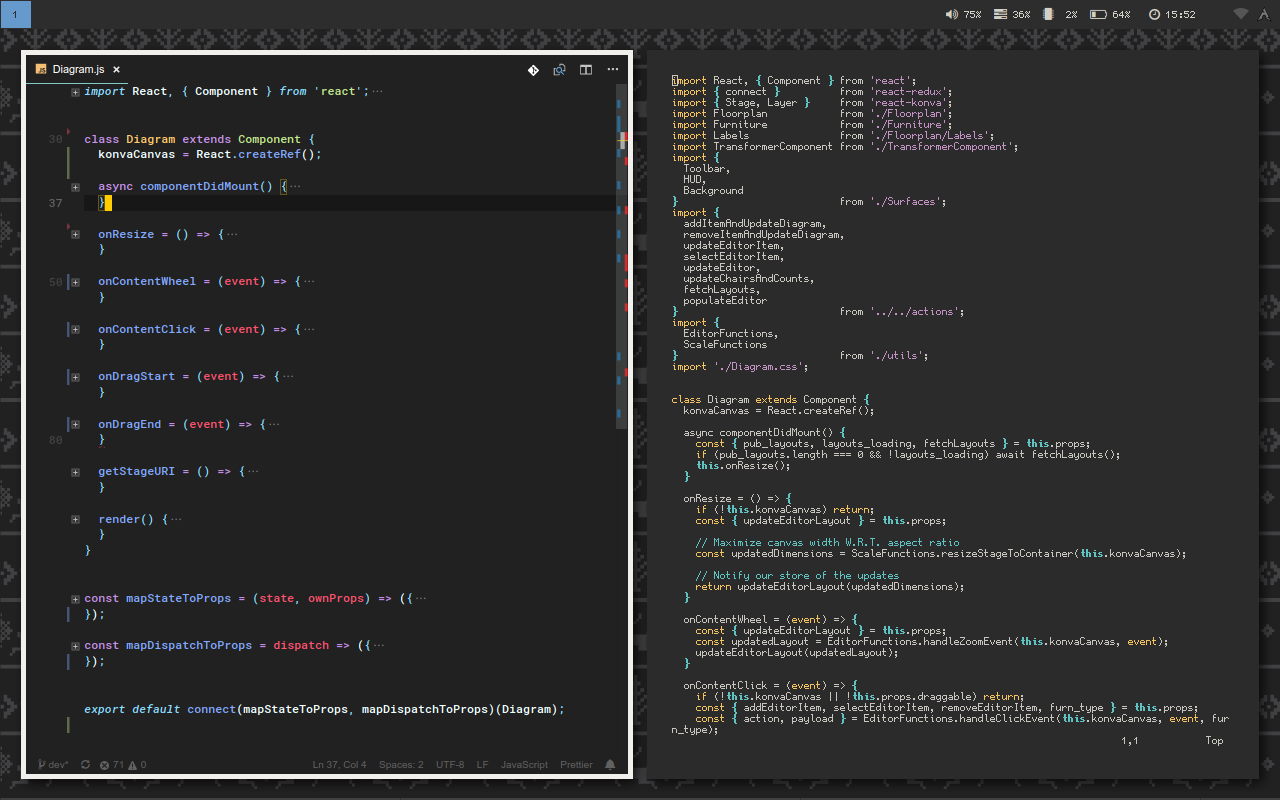 1
75%
36%
2%
64%
15:52
Diagram.js ×
import React, { Component } from 'react';
30 class Diagram extends Component {
konvaCanvas = React.createRef();
async componentDidMount() {
37 }
onResize = () => {
}
50 onContentWheel = (event) => {
}
onContentClick = (event) => {
}
onDragStart = (event) => {
}
onDragEnd = (event) => {
80 }
getStageURI = () => {
}
render() {
}
}
const mapStateToProps = (state, ownProps) => ({
});
const mapDispatchToProps = dispatch => ({
});
export default connect(mapStateToProps, mapDispatchToProps)(Diagram);
dev* 71 0 Ln 37, Col 4 Spaces: 2 UTF-8 LF JavaScript Prettier
import React, { Component } from 'react';
import { connect } from 'react-redux';
import { Stage, Layer } from 'react-konva';
import Floorplan from './Floorplan';
import Furniture from './Furniture';
import Labels from './Floorplan/Labels';
import TransformerComponent from './TransformerComponent';
import {
Toolbar,
HUD,
Background
} from './Surfaces';
import {
addItemAndUpdateDiagram,
removeItemAndUpdateDiagram,
updateEditorItem,
selectEditorItem,
updateEditor,
updateChairsAndCounts,
fetchLayouts,
populateEditor
} from '../../actions';
import {
EditorFunctions,
ScaleFunctions
} from './utils';
import './Diagram.css';
class Diagram extends Component {
konvaCanvas = React.createRef();
async componentDidMount() {
const { pub_layouts, layouts_loading, fetchLayouts } = this.props;
if (pub_layouts.length === 0 && !layouts_loading) await fetchLayouts();
this.onResize();
}
onResize = () => {
if (!this.konvaCanvas) return;
const { updateEditorLayout } = this.props;
// Maximize canvas width W.R.T. aspect ratio
const updatedDimensions = ScaleFunctions.resizeStageToContainer(this.konvaCanvas);
// Notify our store of the updates
return updateEditorLayout(updatedDimensions);
}
onContentWheel = (event) => {
const { updateEditorLayout } = this.props;
const updatedLayout = EditorFunctions.handleZoomEvent(this.konvaCanvas, event);
updateEditorLayout(updatedLayout);
}
onContentClick = (event) => {
if (!this.konvaCanvas || !this.props.draggable) return;
const { addEditorItem, selectEditorItem, removeEditorItem, furn_type } = this.props;
const { action, payload } = EditorFunctions.handleClickEvent(this.konvaCanvas, event, fur
n_type);
1,1 Top